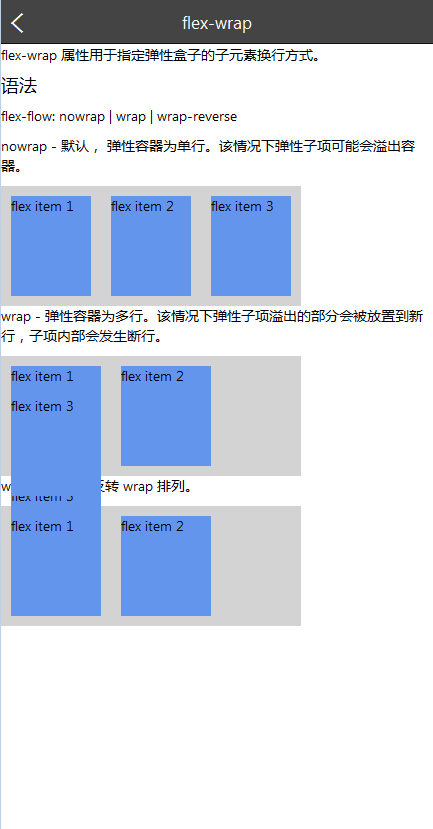 flex-wrap
flex-wrap 属性用于指定弹性盒子的子元素换行方式。
语法
flex-flow: nowrap | wrap | wrap-reverse
nowrap - 默认， 弹性容器为单行。该情况下弹性子项可能会溢出容
器。
flex item 1 flex item 2 flex item 3
wrap - 弹性容器为多行。该情况下弹性子项溢出的部分会被放置到新
行，子项内部会发生断行。
flex item 1 flex item 2
flex item 3
w 反转 wrap 排列。
flex item 3
flex item 1 flex item 2